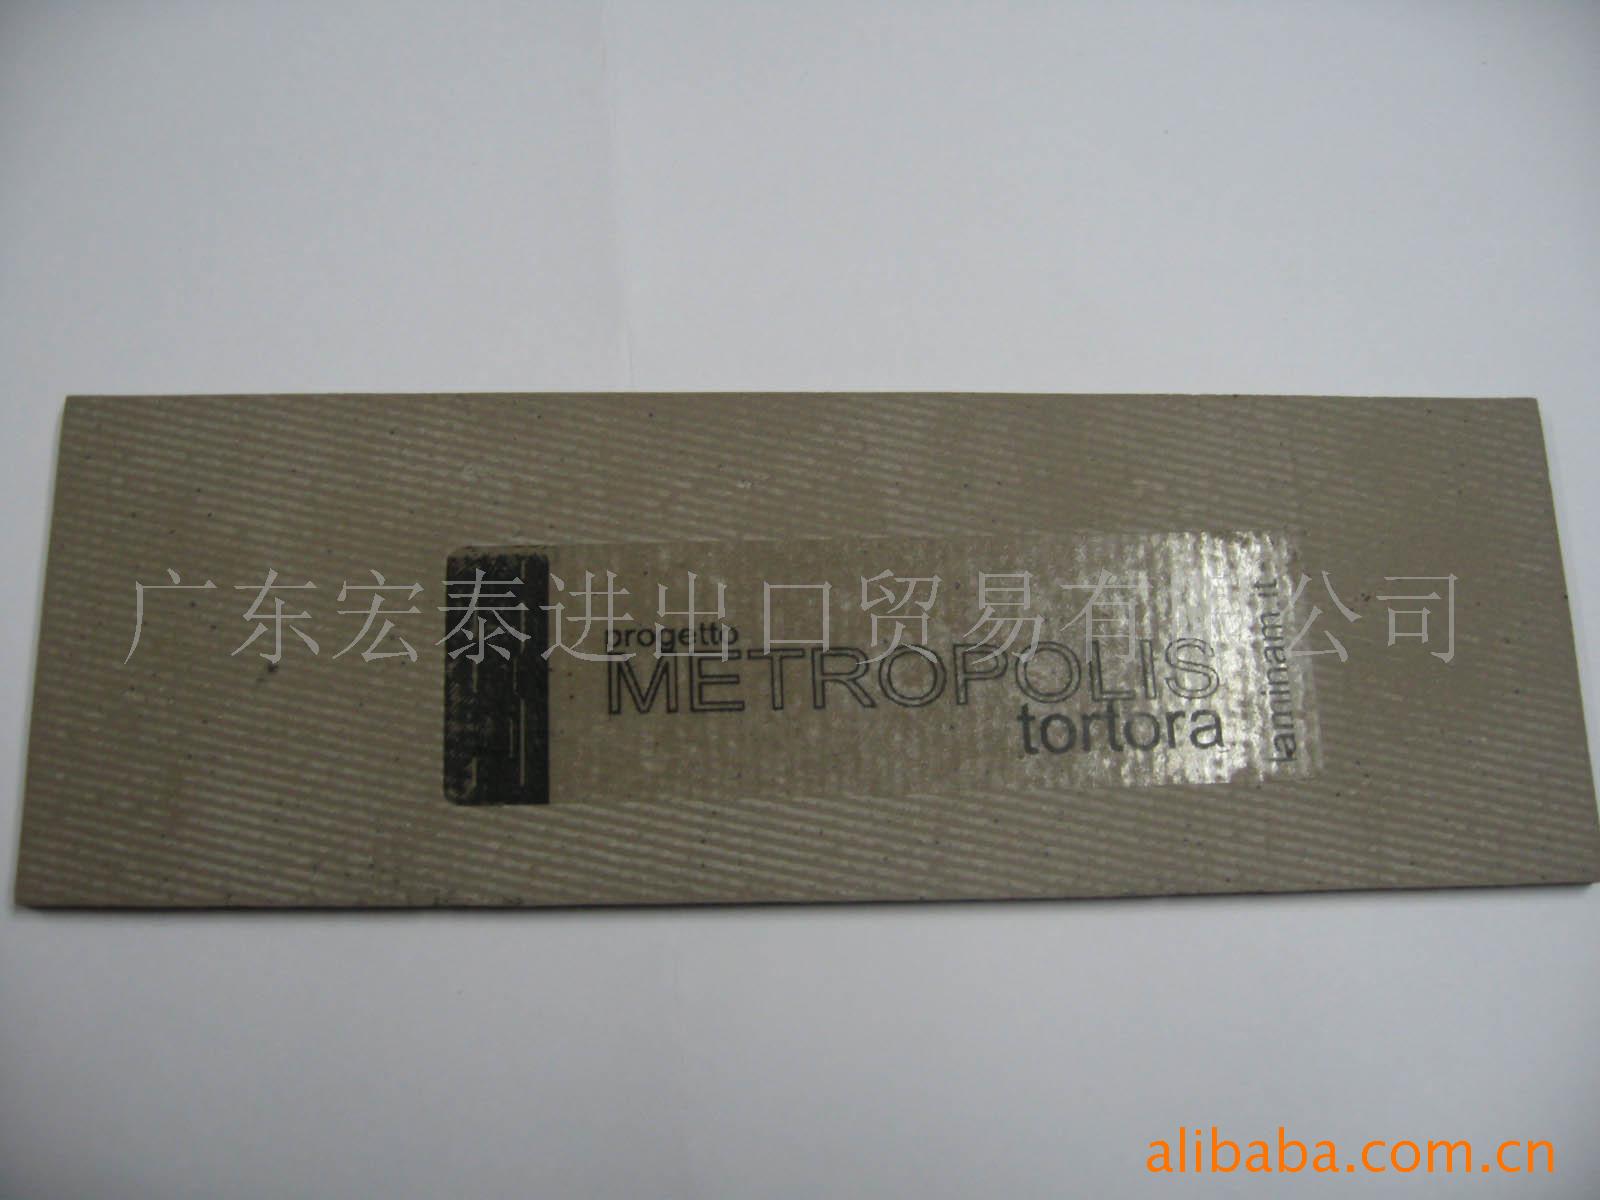 广东宏泰进出口贸易有限公司
progetto
METROPOLIS
tortora
laminam.it
alibaba.com.cn